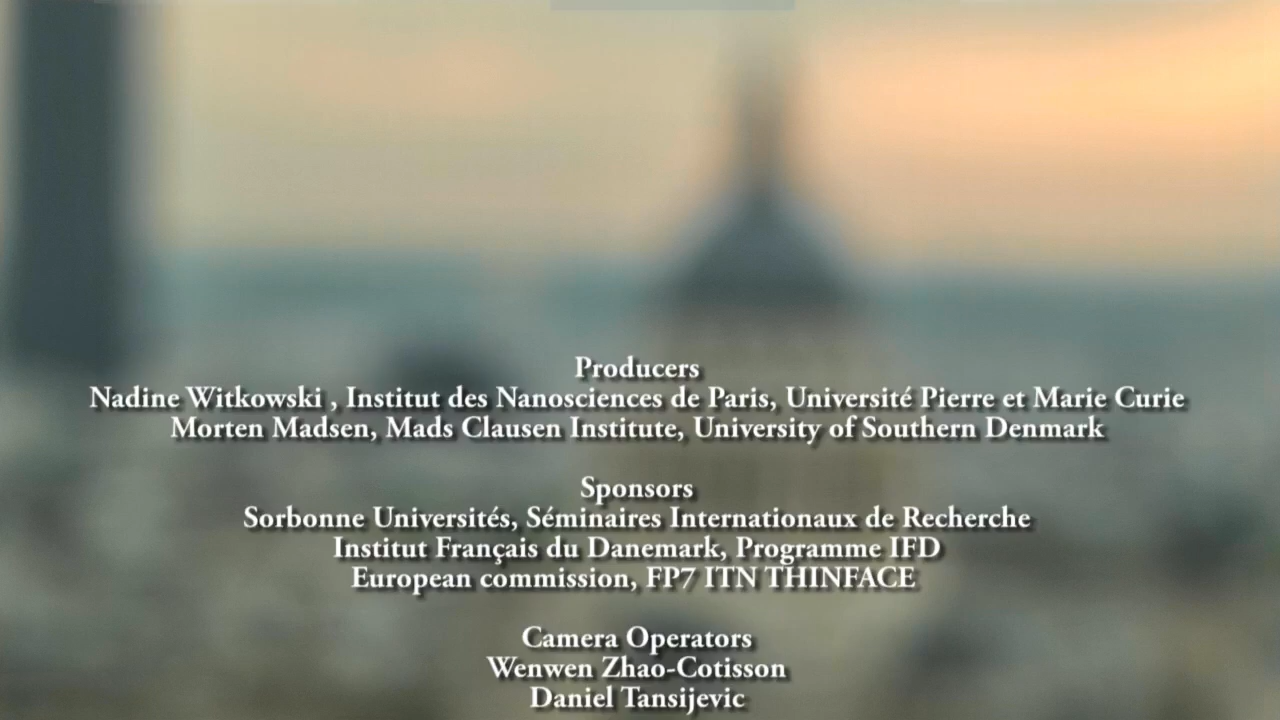 Producers
Nadine Witkowski , Institut des Nanosciences de Paris, Université Pierre et Marie Curie
Morten Madsen, Mads Clausen Institute, University of Southern Denmark
Sponsors
Sorbonne Universités, Séminaires Internationaux de Recherche
Institut Français du Danemark, Programme IFD
European commission, FP7 ITN THINFACE
Camera Operators
Wenwen Zhao-Cotisson
Daniel Tansijevic